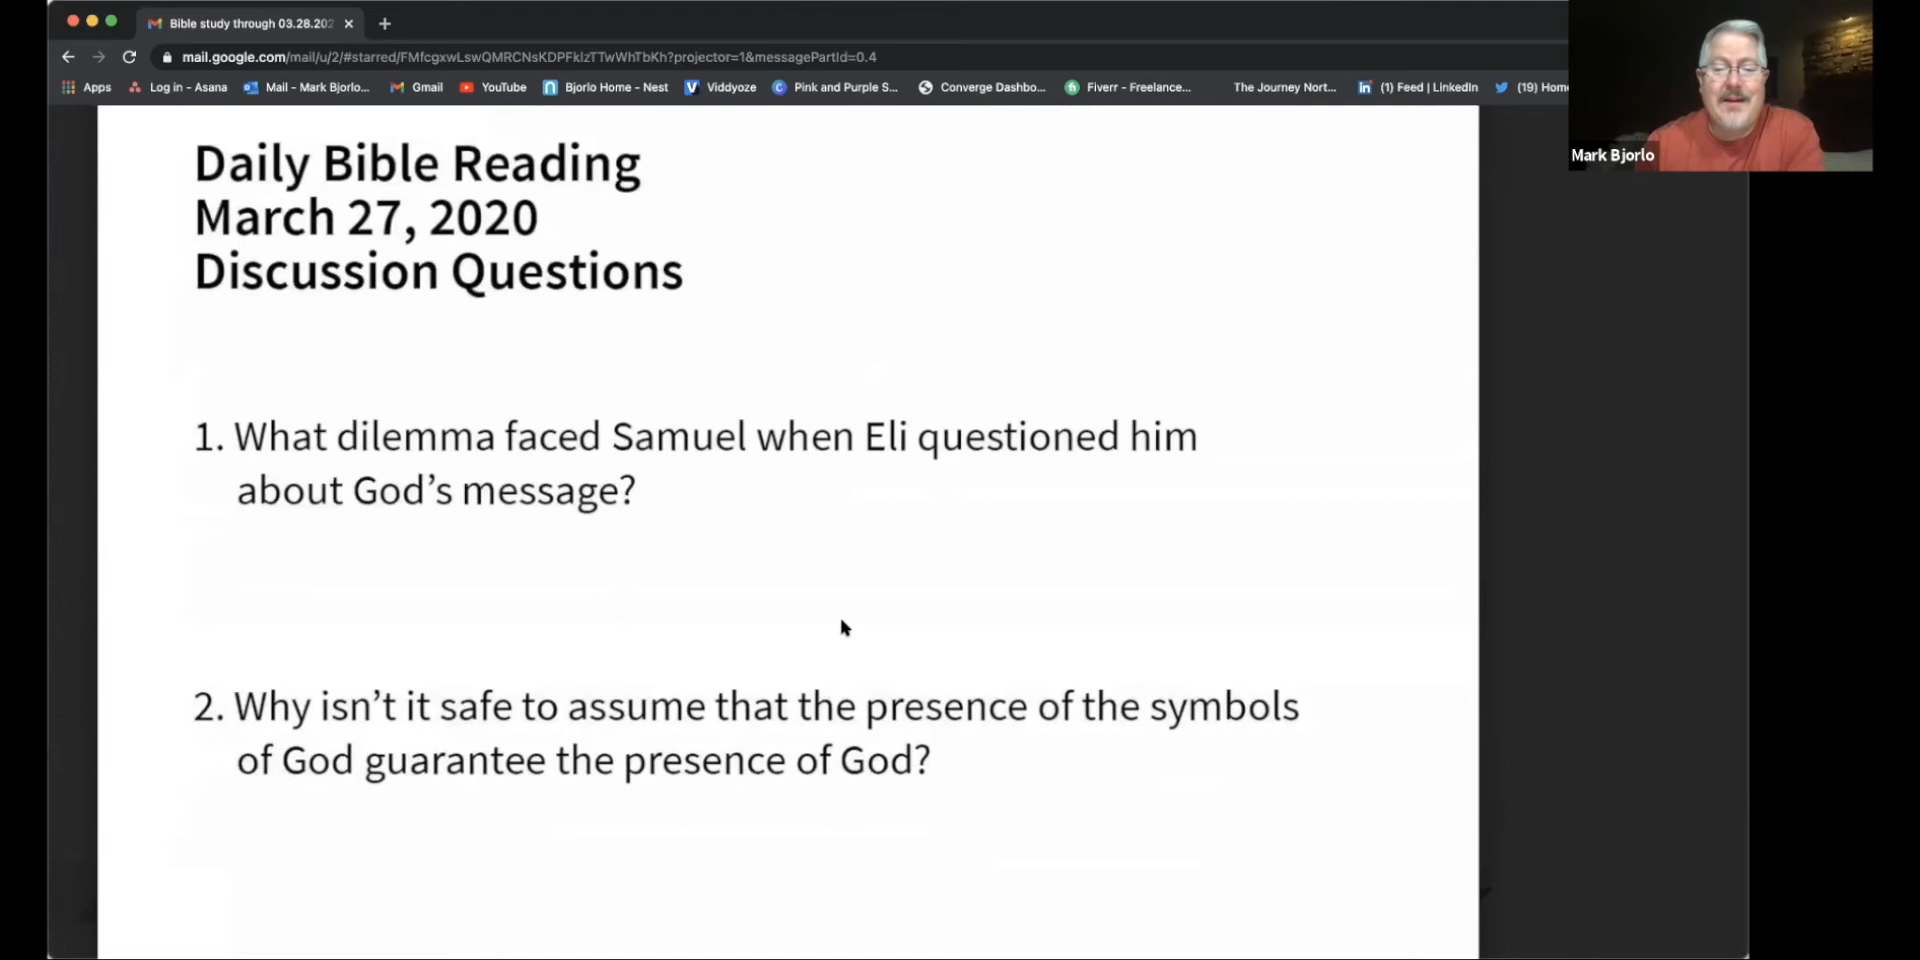 Bible study through 03.28.202
mail.google.com/mail/u/2/#starred/FMfcgxwLswQMRCNsKDPFklzTTwWhTbKh?projector=1&messagePartId=0.4
Apps Log in – Asana Mail – Mark Bjorlo... Gmail YouTube Bjorlo Home – Nest Viddyoze Pink and Purple S... Converge Dashbo... Fiverr – Freelance... The Journey Nort... (1) Feed | LinkedIn (19) Home
Mark Bjorlo
Daily Bible Reading
March 27, 2020
Discussion Questions
1. What dilemma faced Samuel when Eli questioned him
about God’s message?
2. Why isn’t it safe to assume that the presence of the symbols
of God guarantee the presence of God?